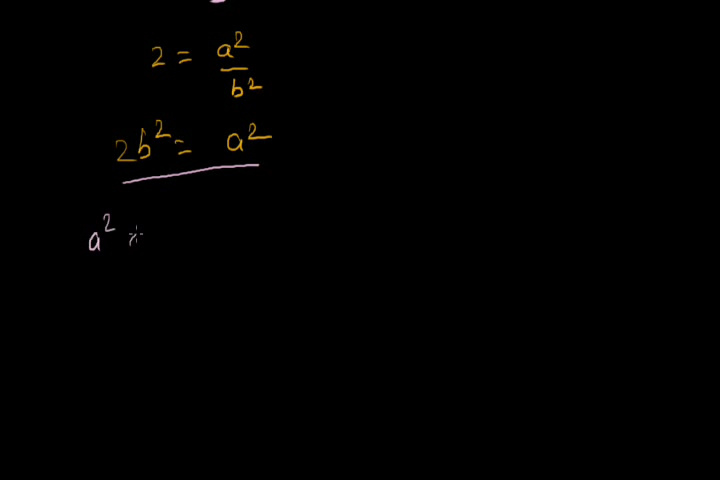 2 = a²/b²
2b² = a²
a²